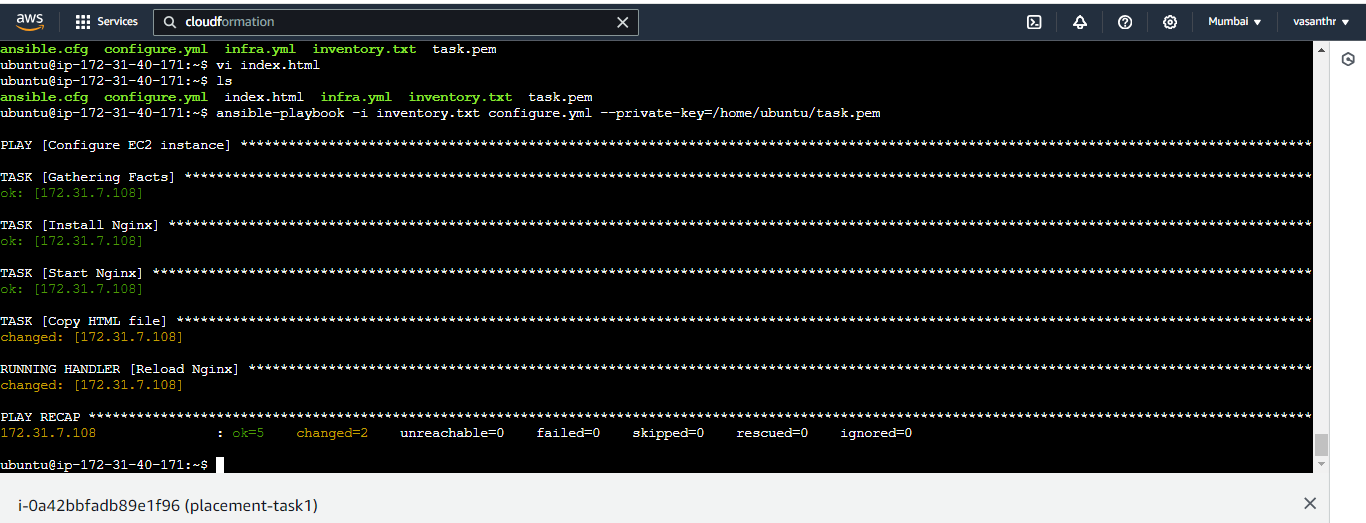 aws Services cloudformation Mumbai vasanthr
ansible.cfg configure.yml infra.yml inventory.txt task.pem
ubuntu@ip-172-31-40-171:~$ vi index.html
ubuntu@ip-172-31-40-171:~$ ls
ansible.cfg configure.yml index.html infra.yml inventory.txt task.pem
ubuntu@ip-172-31-40-171:~$ ansible-playbook -i inventory.txt configure.yml --private-key=/home/ubuntu/task.pem
PLAY [Configure EC2 instance] **************************************************************************************************************************************
TASK [Gathering Facts] *********************************************************************************************************************************************
ok: [172.31.7.108]
TASK [Install Nginx] ***********************************************************************************************************************************************
ok: [172.31.7.108]
TASK [Start Nginx] *************************************************************************************************************************************************
ok: [172.31.7.108]
TASK [Copy HTML file] **********************************************************************************************************************************************
changed: [172.31.7.108]
RUNNING HANDLER [Reload Nginx] *************************************************************************************************************************************
changed: [172.31.7.108]
PLAY RECAP *********************************************************************************************************************************************************
172.31.7.108 : ok=5 changed=2 unreachable=0 failed=0 skipped=0 rescued=0 ignored=0
ubuntu@ip-172-31-40-171:~$
i-0a42bbfadb89e1f96 (placement-task1)